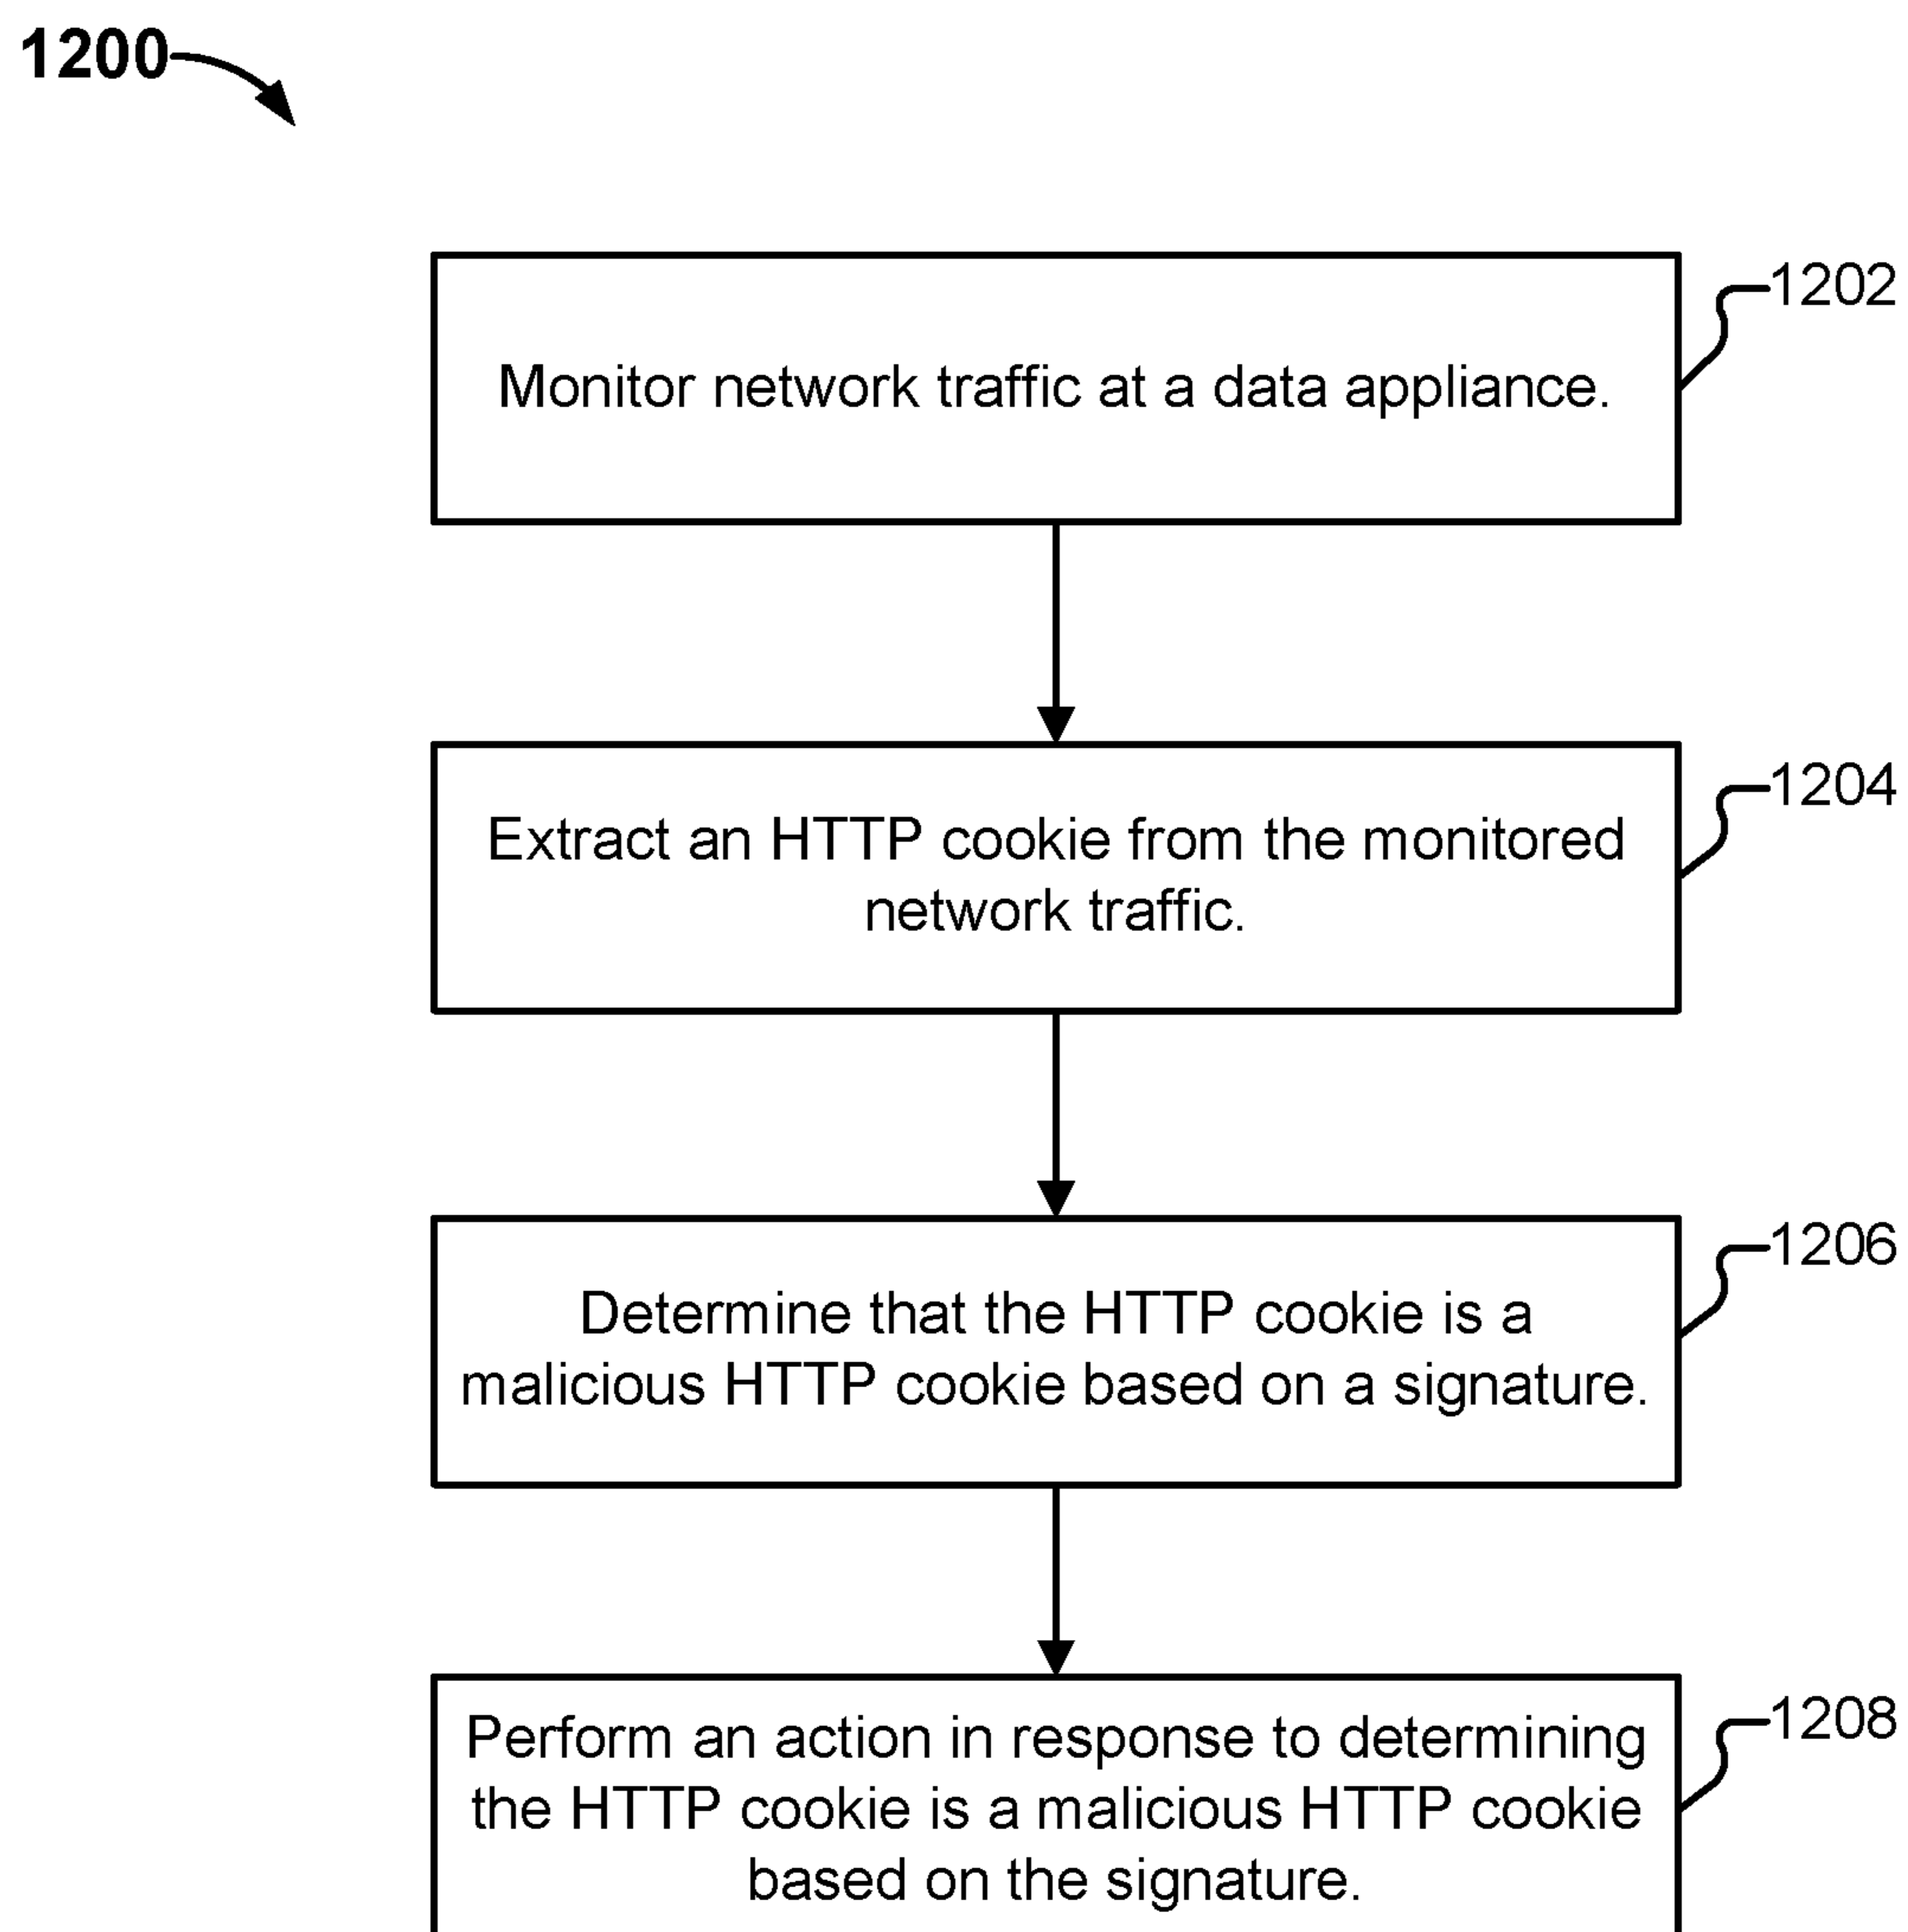 1200
1202
Monitor network traffic at a data appliance.
1204
Extract an HTTP cookie from the monitored
network traffic.
1206
Determine that the HTTP cookie is a
malicious HTTP cookie based on a signature.
1208
Perform an action in response to determining
the HTTP cookie is a malicious HTTP cookie
based on the signature.